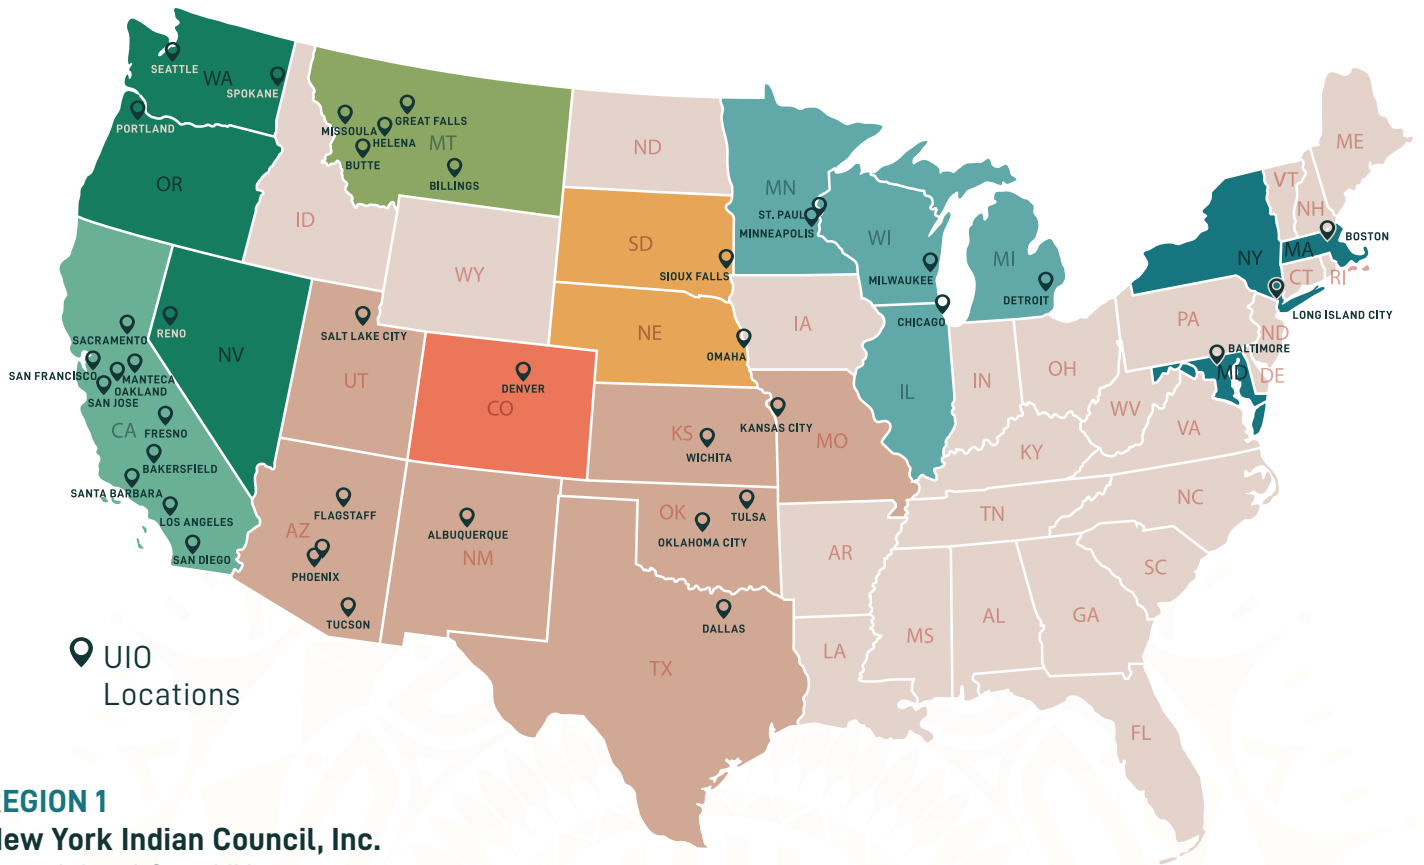 SEATTLE
WA
SPOKANE
PORTLAND
OR
ID
MISSOULA
GREAT FALLS
HELENA
MT
BUTTE
BILLINGS
ND
MN
ST. PAUL
MINNEAPOLIS
WI
MILWAUKEE
MI
DETROIT
ME
VT
NH
BOSTON
MA
NY
CT
RI
LONG ISLAND CITY
SD
SIOUX FALLS
WY
RENO
NV
SACRAMENTO
SAN FRANCISCO
MANTECA
OAKLAND
SAN JOSE
CA
FRESNO
BAKERSFIELD
SANTA BARBARA
LOS ANGELES
SAN DIEGO
SALT LAKE CITY
UT
DENVER
CO
NE
OMAHA
IA
CHICAGO
IL
IN
OH
PA
ND
BALTIMORE
MD
DE
WV
VA
KY
KANSAS CITY
KS
MO
WICHITA
FLAGSTAFF
AZ
PHOENIX
TUCSON
ALBUQUERQUE
NM
OK
TULSA
OKLAHOMA CITY
DALLAS
TX
AR
TN
NC
SC
MS
AL
GA
LA
FL
UIO
Locations
REGION 1
New York Indian Council, Inc.